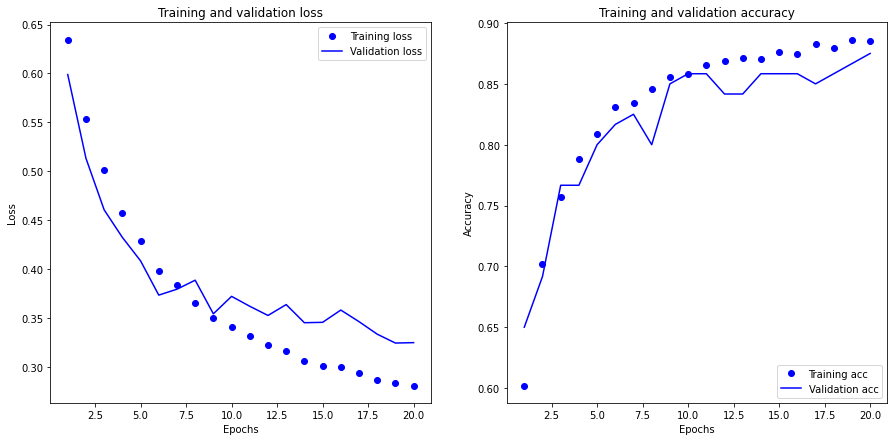 Training and validation loss
0.65
0.60
0.55
0.50
0.45
0.40
0.35
0.30
Loss
Training loss
Validation loss
2.5 5.0 7.5 10.0 12.5 15.0 17.5 20.0
Epochs
Training and validation accuracy
0.90
0.85
0.80
0.75
0.70
0.65
0.60
Accuracy
Training acc
Validation acc
2.5 5.0 7.5 10.0 12.5 15.0 17.5 20.0
Epochs